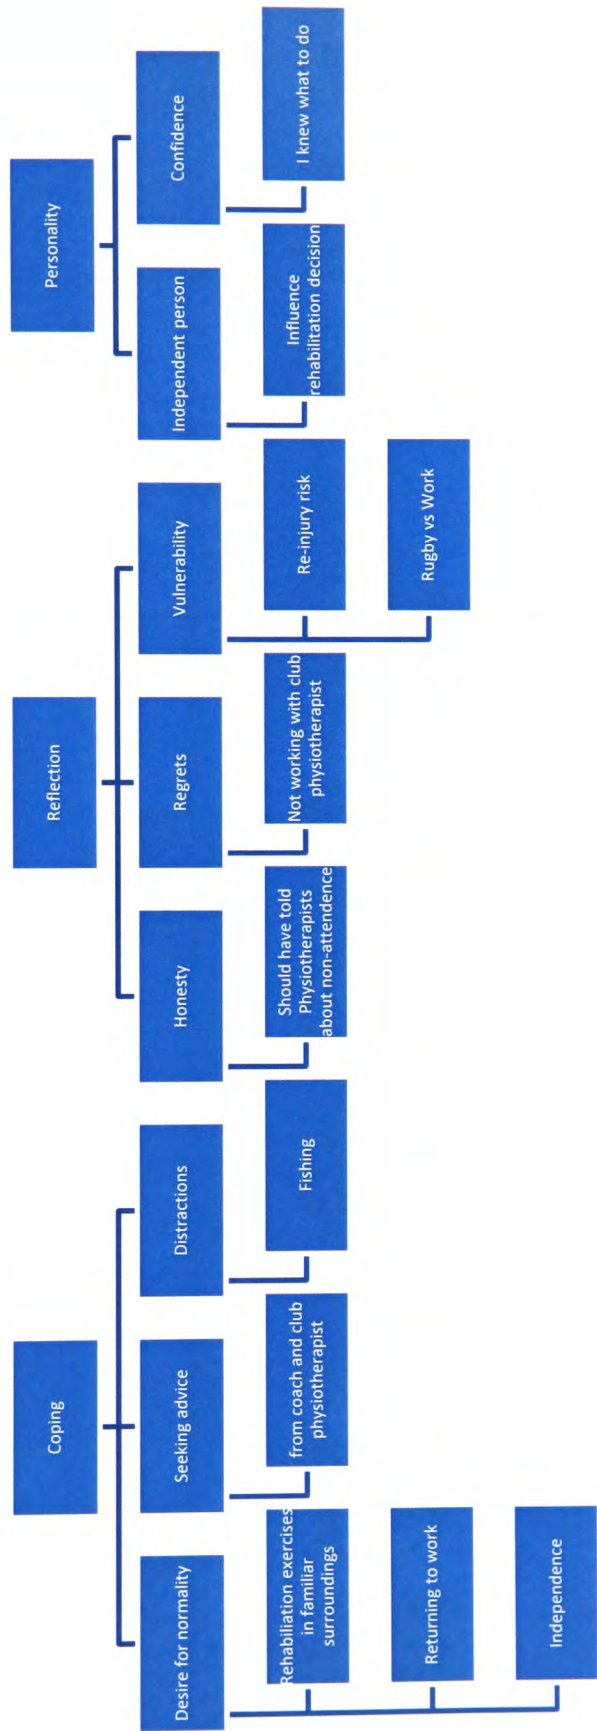 Coping
Desire for normality
Rehabiliation exercises
in familiar
surroundings
Returning to work
Independence
Seeking advice
from coach and club
physiotherapist
Distractions
Fishing
Reflection
Honesty
Should have told
Physiotherapists
about non-attendence
Regrets
Not working with club
physiotherapist
Vulnerability
Re-injury risk
Rugby vs Work
Personality
Independent person
Influence
rehabilitation decision
Confidence
I knew what to do